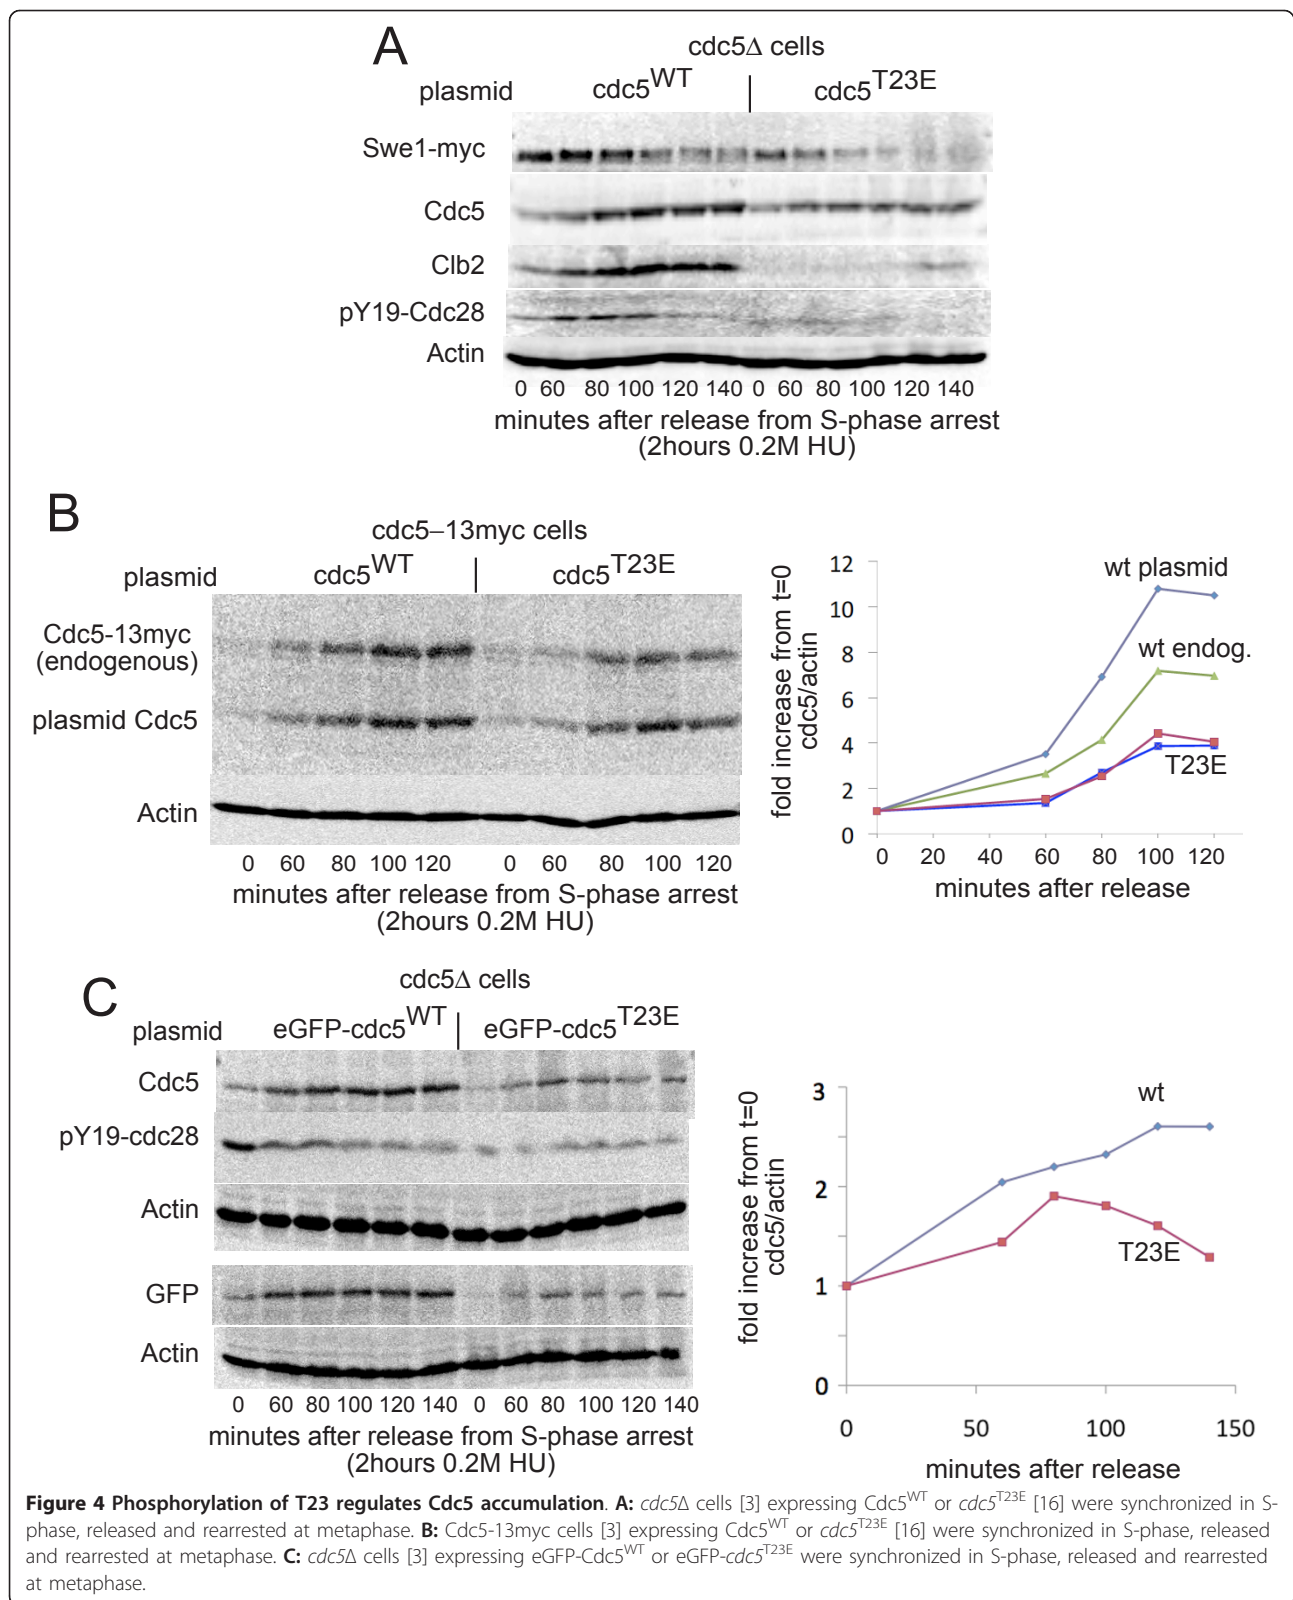 A
cdc5Δ cells
plasmid cdc5WT | cdc5T23E
Swe1-myc
Cdc5
Clb2
pY19-Cdc28
Actin
0 60 80 100 120 140 0 60 80 100 120 140
minutes after release from S-phase arrest
(2hours 0.2M HU)
B
cdc5–13myc cells
plasmid cdc5WT | cdc5T23E
Cdc5-13myc
(endogenous)
plasmid Cdc5
Actin
0 60 80 100 120 0 60 80 100 120
minutes after release from S-phase arrest
(2hours 0.2M HU)
fold increase from t=0
cdc5/actin
12
10
8
6
4
2
0
wt plasmid
wt endog.
T23E
0 20 40 60 80 100 120
minutes after release
C
cdc5Δ cells
plasmid eGFP-cdc5WT | eGFP-cdc5T23E
Cdc5
pY19-cdc28
Actin
GFP
Actin
0 60 80 100 120 140 0 60 80 100 120 140
minutes after release from S-phase arrest
(2hours 0.2M HU)
fold increase from t=0
cdc5/actin
3
2
1
0
wt
T23E
0 50 100 150
minutes after release
Figure 4 Phosphorylation of T23 regulates Cdc5 accumulation. A: cdc5Δ cells [3] expressing Cdc5WT or cdc5T23E [16] were synchronized in S-
phase, released and rearrested at metaphase. B: Cdc5-13myc cells [3] expressing Cdc5WT or cdc5T23E [16] were synchronized in S-phase, released
and rearrested at metaphase. C: cdc5Δ cells [3] expressing eGFP-Cdc5WT or eGFP-cdc5T23E were synchronized in S-phase, released and rearrested
at metaphase.